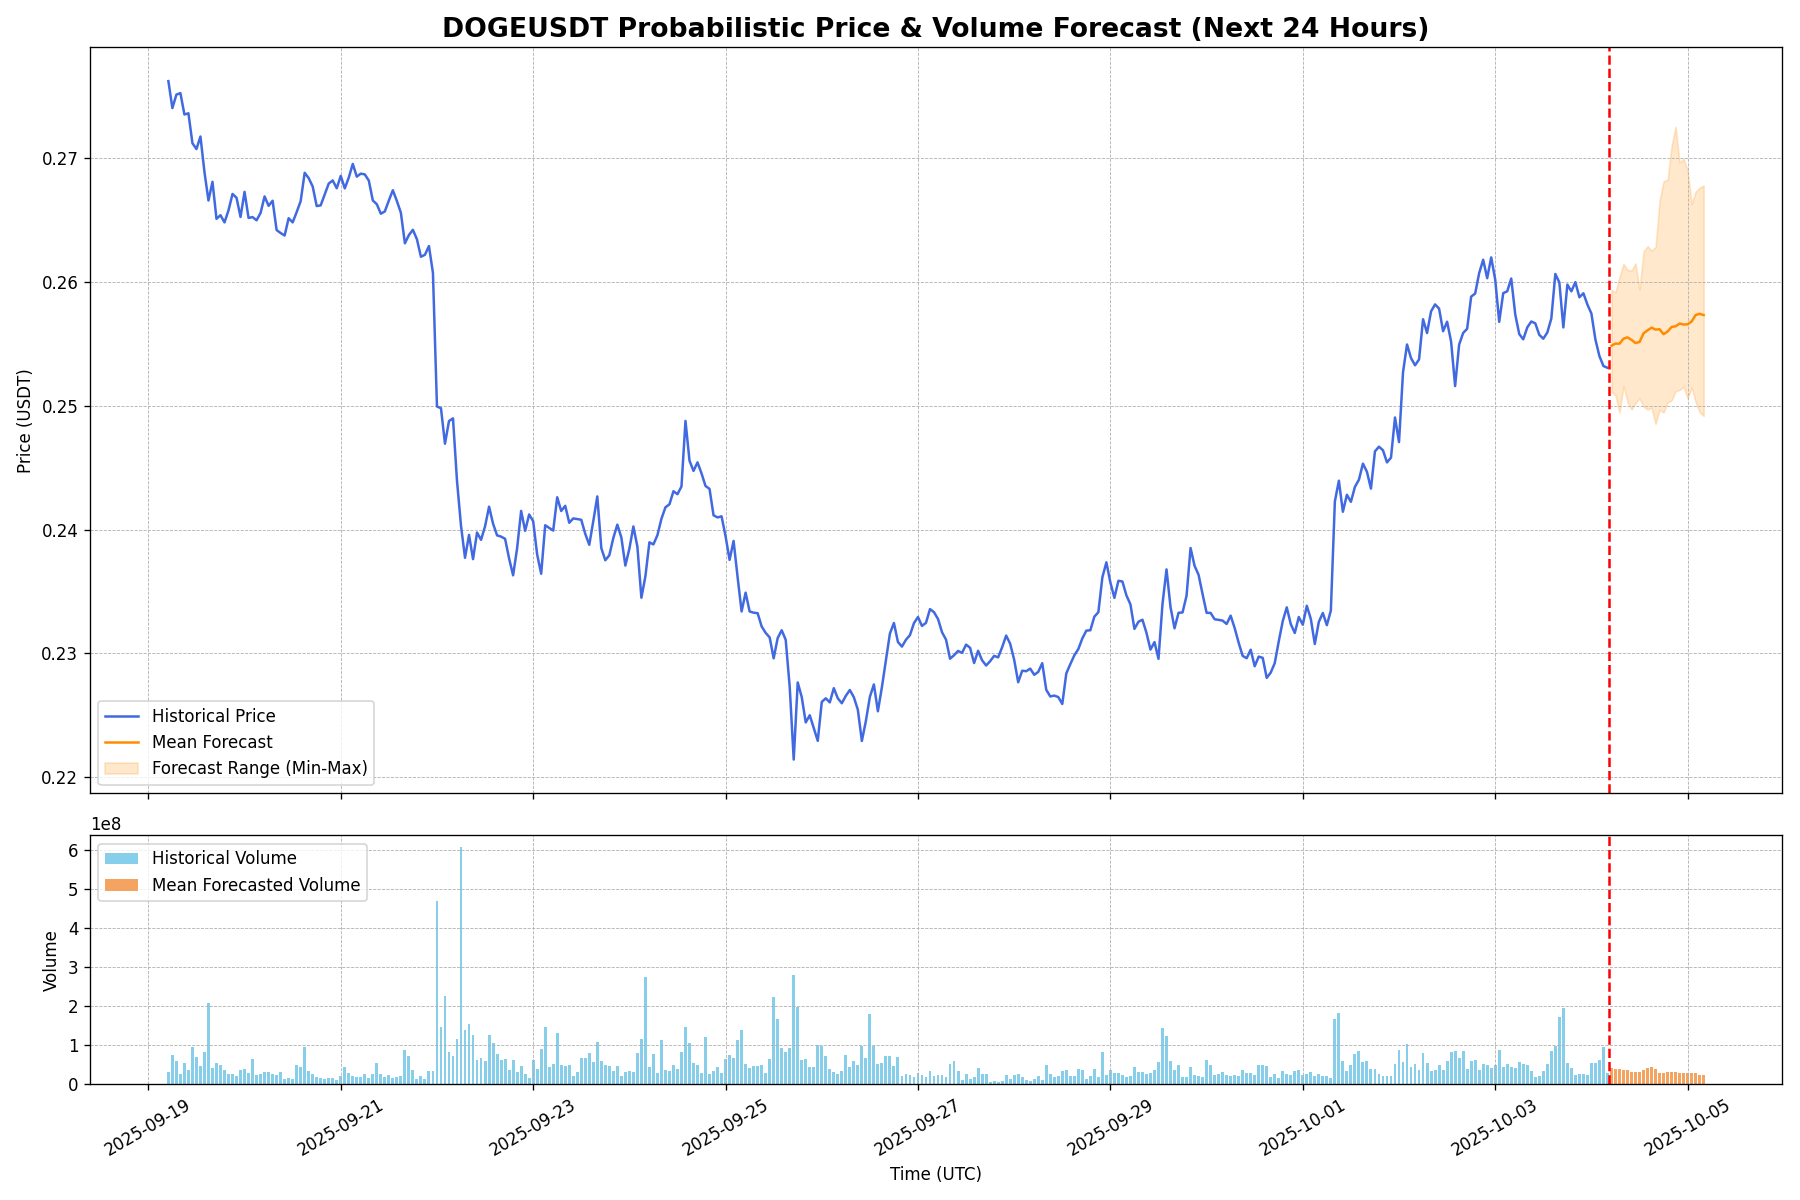 DOGEUSDT Probabilistic Price & Volume Forecast (Next 24 Hours)
Price (USDT)
0.27
0.26
0.25
0.24
0.23
0.22
Historical Price
Mean Forecast
Forecast Range (Min-Max)
1e8
Volume
6
5
4
3
2
1
0
Historical Volume
Mean Forecasted Volume
2025-09-19
2025-09-21
2025-09-23
2025-09-25
2025-09-27
2025-09-29
2025-10-01
2025-10-03
2025-10-05
Time (UTC)